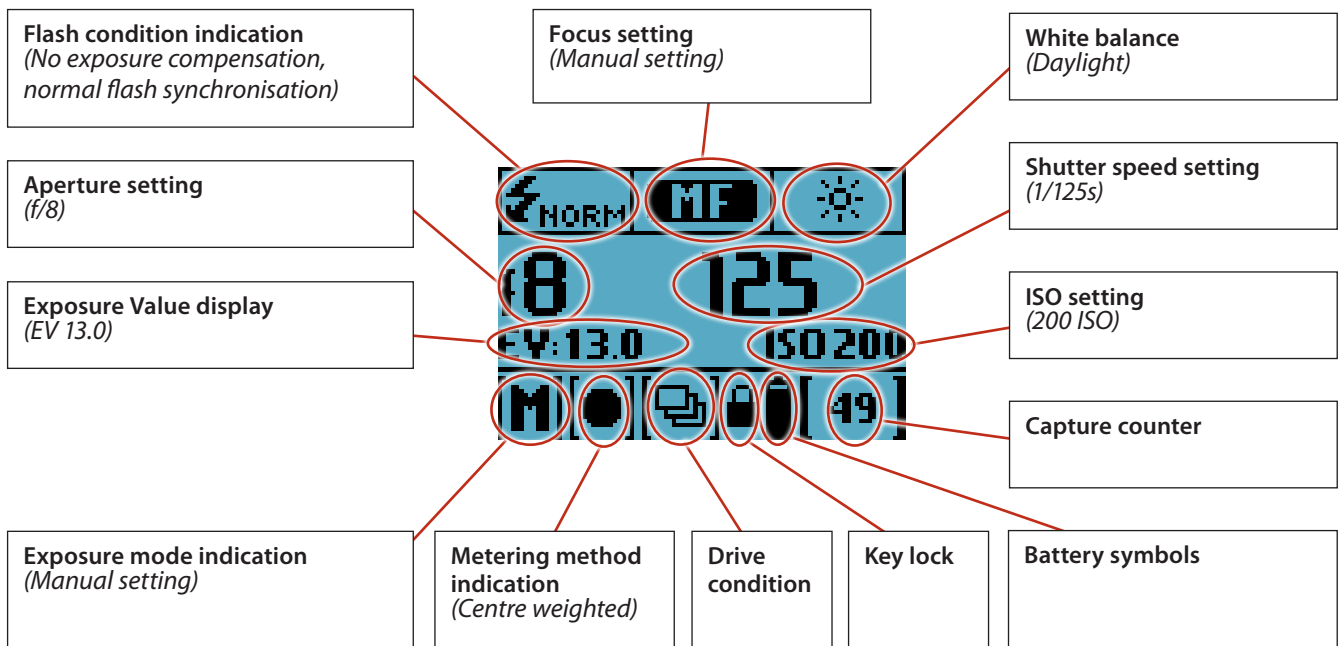 Flash condition indication
(No exposure compensation,
normal flash synchronisation)
Focus setting
(Manual setting)
White balance
(Daylight)
Aperture setting
(f/8)
Shutter speed setting
(1/125s)
Exposure Value display
(EV 13.0)
ISO setting
(200 ISO)
Capture counter
NORM
MF
f8
125
EV:13.0
ISO 200
M
[●]
49
Exposure mode indication
(Manual setting)
Metering method
indication
(Centre weighted)
Drive
condition
Key lock
Battery symbols